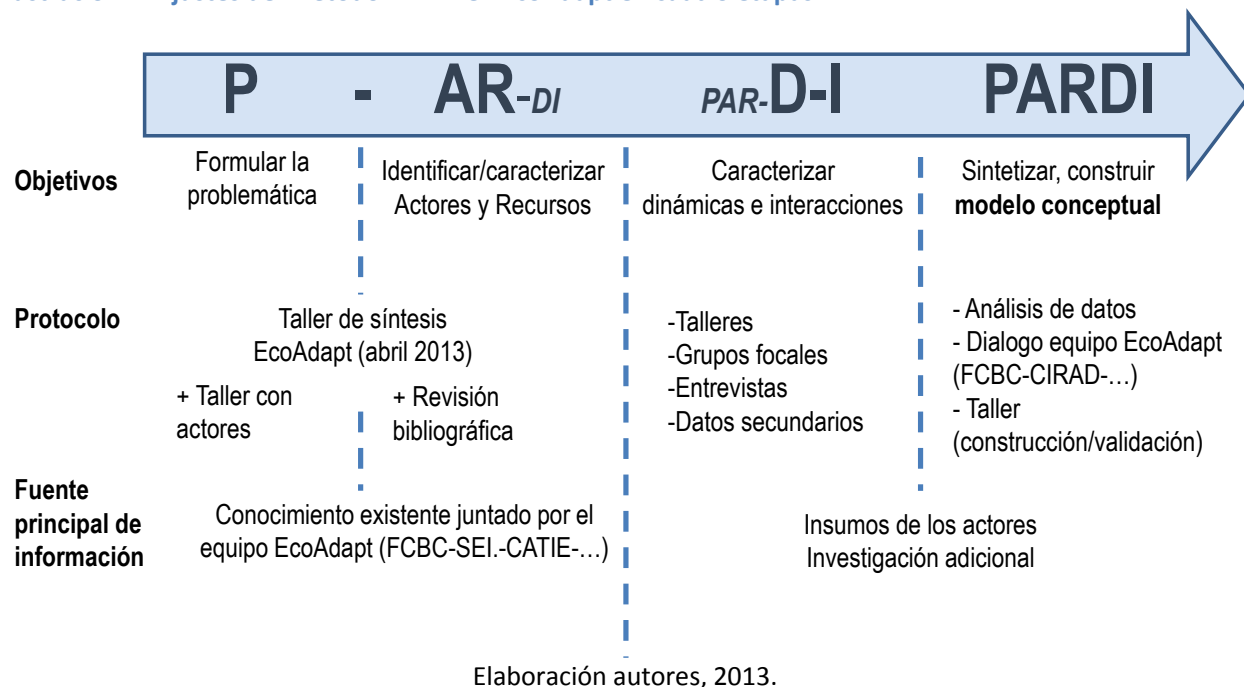 P - AR-DI PAR-D-I PARDI
Objetivos
Formular la
problemática
Identificar/caracterizar
Actores y Recursos
Caracterizar
dinámicas e interacciones
Sintetizar, construir
modelo conceptual
Protocolo
Taller de síntesis
EcoAdapt (abril 2013)
+ Taller con
actores
+ Revisión
bibliográfica
-Talleres
-Grupos focales
-Entrevistas
-Datos secundarios
- Análisis de datos
- Dialogo equipo EcoAdapt
(FCBC-CIRAD-…)
- Taller
(construcción/validación)
Fuente
principal de
información
Conocimiento existente juntado por el
equipo EcoAdapt (FCBC-SEI.-CATIE-…)
Insumos de los actores
Investigación adicional
Elaboración autores, 2013.